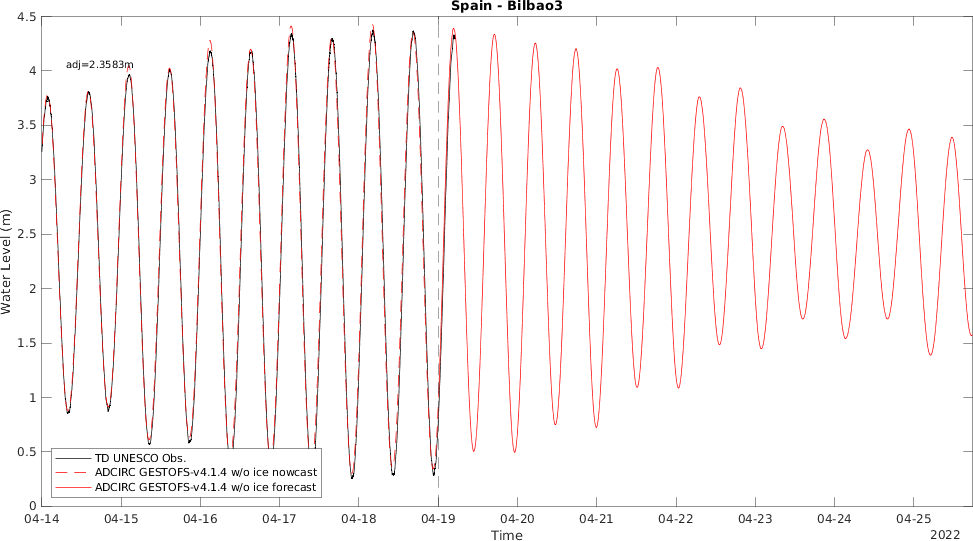 Spain - Bilbao3
4.5
4
3.5
3
2.5
2
1.5
1
0.5
0
Water Level (m)
adj=2.3583m
TD UNESCO Obs.
ADCIRC GESTOFS-v4.1.4 w/o ice nowcast
ADCIRC GESTOFS-v4.1.4 w/o ice forecast
04-14 04-15 04-16 04-17 04-18 04-19 04-20 04-21 04-22 04-23 04-24 04-25
Time
2022